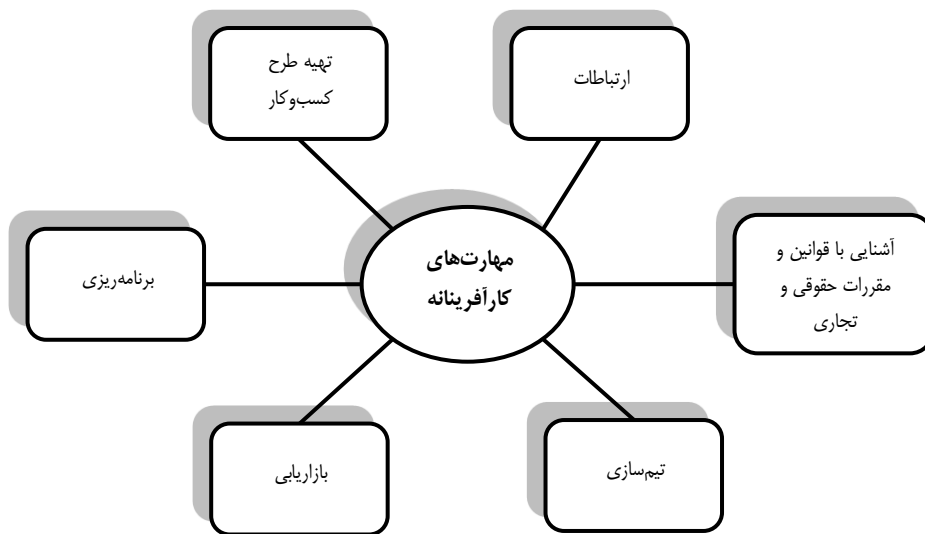 ارتباطات
تهیه طرح
کسب‌وکار
آشنایی با قوانین و
مقررات حقوقی و
تجاری
مهارت‌های
کارآفرینانه
برنامه‌ریزی
تیم‌سازی
بازاریابی